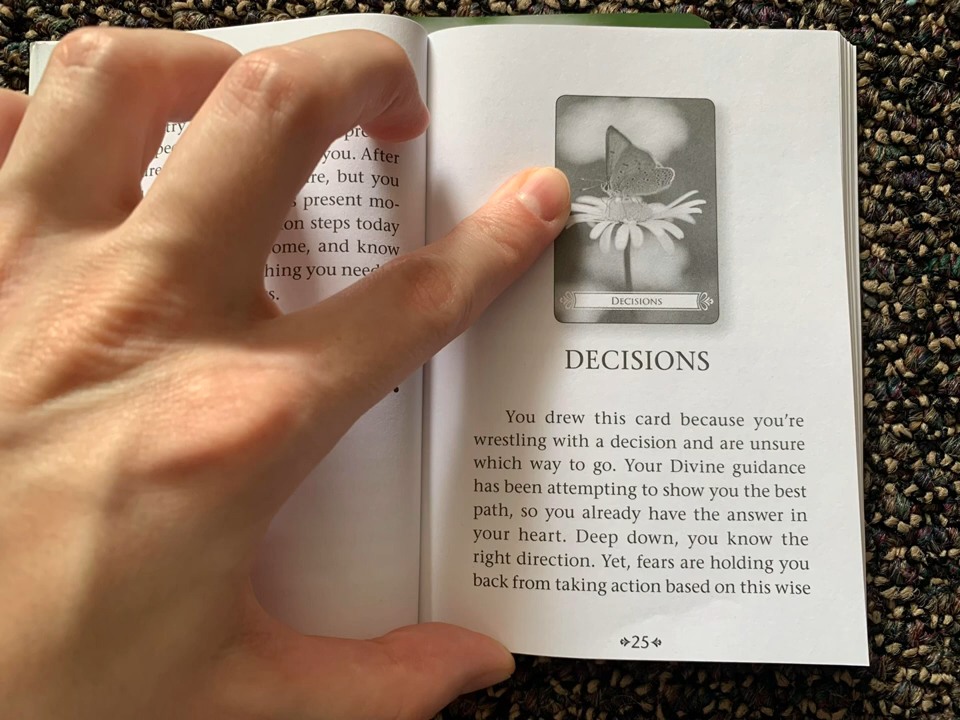 try
you. After
re, but you
present mo-
on steps today
ome, and know
hing you need
s.
DECISIONS
DECISIONS
You drew this card because you’re
wrestling with a decision and are unsure
which way to go. Your Divine guidance
has been attempting to show you the best
path, so you already have the answer in
your heart. Deep down, you know the
right direction. Yet, fears are holding you
back from taking action based on this wise
25